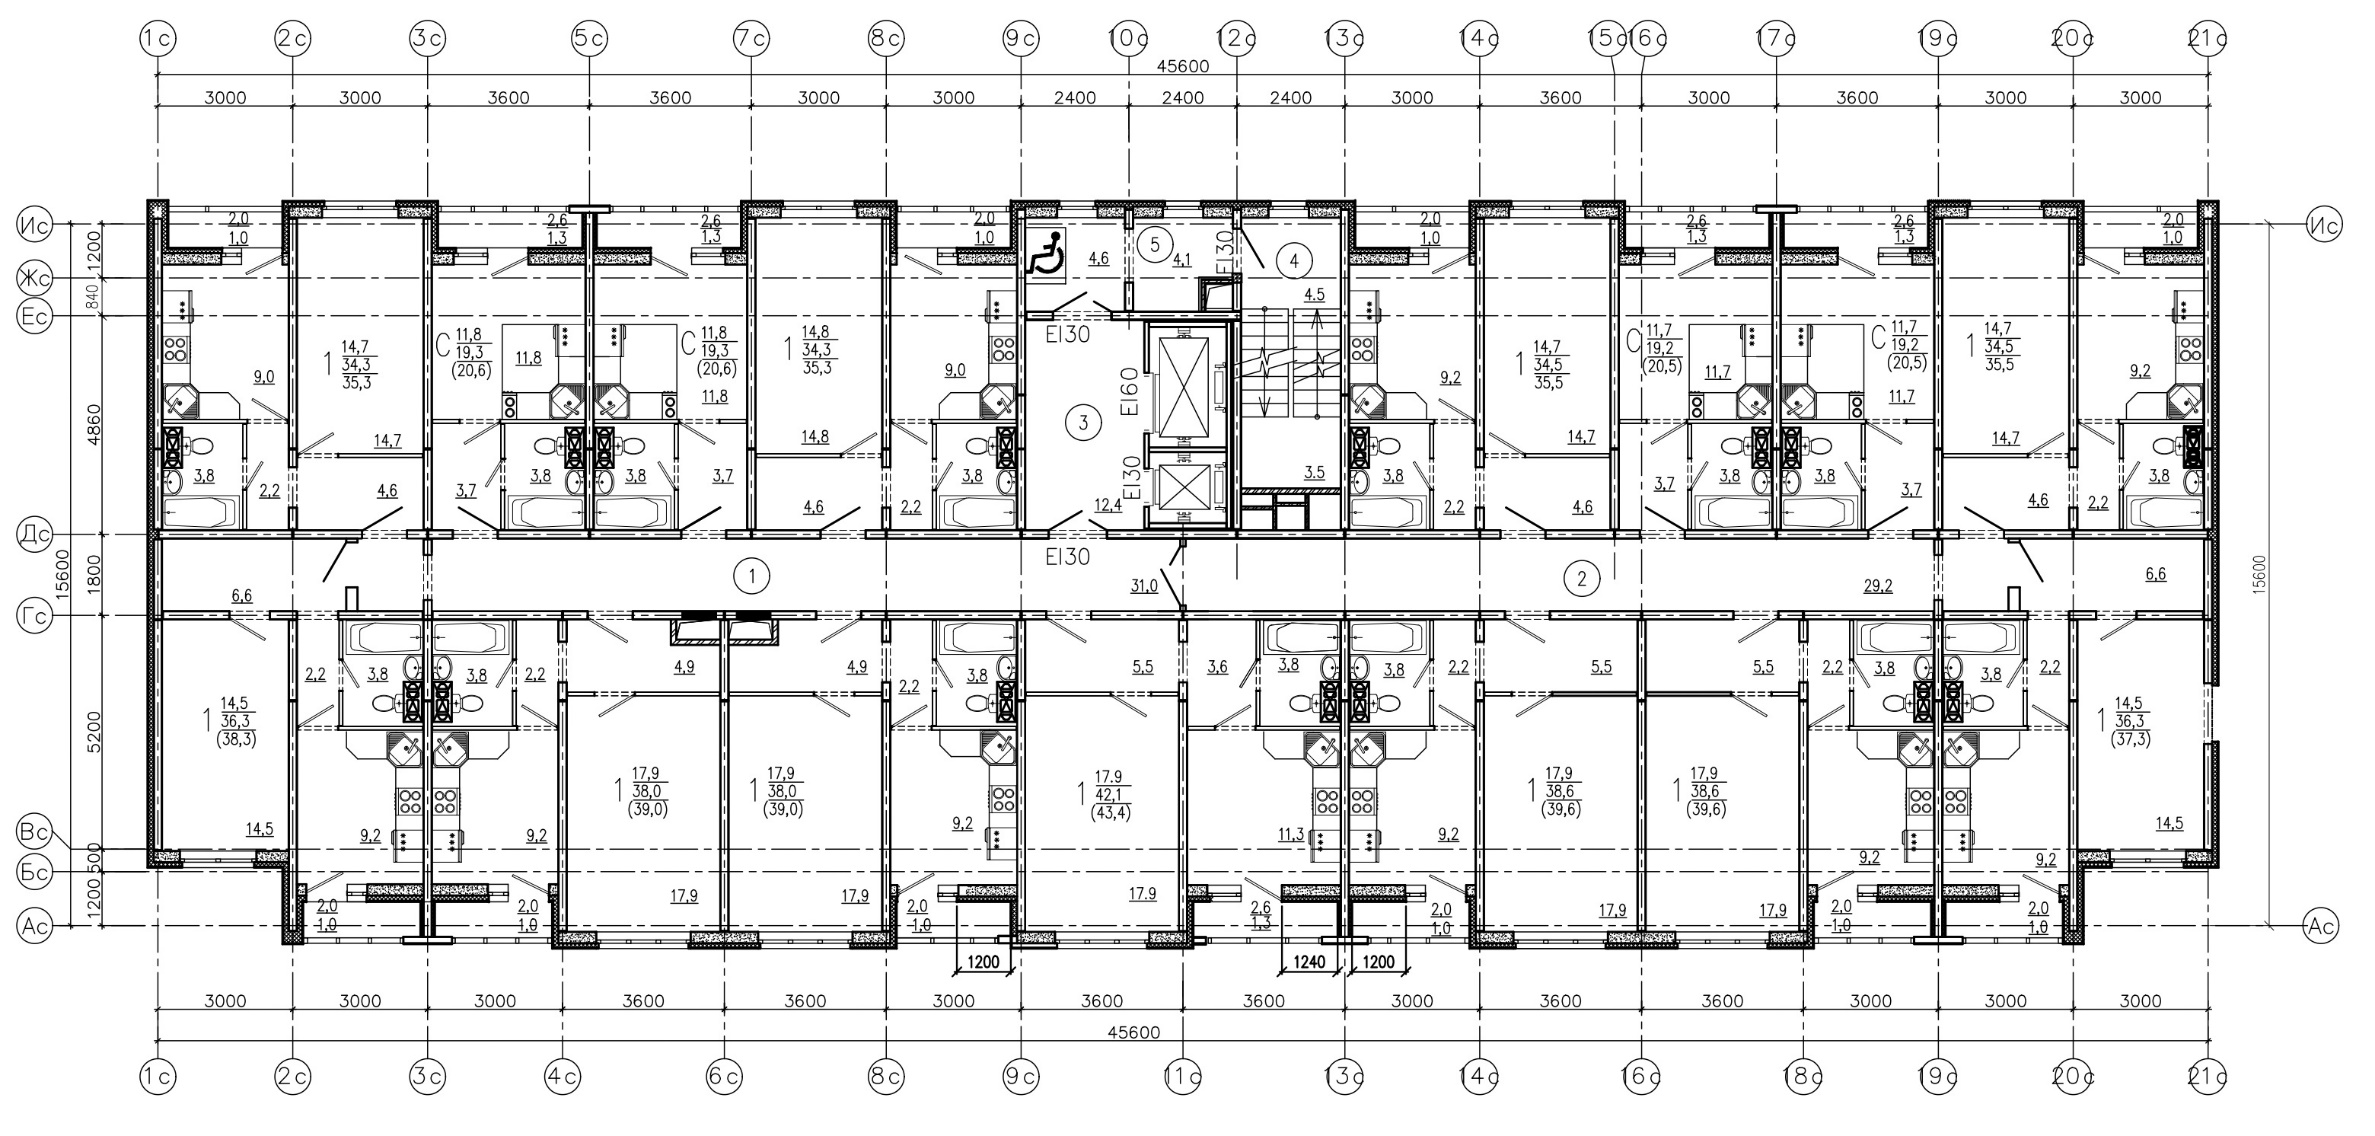 1с 2с 3с 5с 7с 8с 9с 10с 12с 13с 14с 15с 16с 17с 19с 20с 21с
45600
3000 3000 3600 3600 3000 3000 2400 2400 2400 3000 3600 3000 3600 3000 3000
Ис 2,0 2,6 2,6 2,0 2,0 2,6 2,6 2,0 Ис
1,0 1,3 1,3 1,0 1,0 1,3 1,3 1,0
1200 4,6 5 4,1 EI30 4
Жс
840 4.5
Ес
EI30
1 14,7 34,3 35,3
С 11,8 19,3 (20,6)
11,8
С 11,8 19,3 (20,6)
1 14,8 34,3 35,3
1 14,7 34,5 35,5
С 11,7 19,2 (20,5)
11,7
С 11,7 19,2 (20,5)
1 14,7 34,5 35,5
9,0 11,8 9,0 EI60 9,2 11,7 9,2
4860 3
14,7 14,8 14,7 14,7
3,8 3,8 3,8 3,8 EI30 3.5 3,8 3,8 3,8 3,8
2,2 4,6 3,7 3,7 4,6 2,2 12,4 2,2 4,6 3,7 3,7 4,6 2,2
Дс
15600 1800 EI30 15600
1 2
6,6 31,0 29,2 6,6
Гс
2,2 3,8 3,8 2,2 4,9 4,9 2,2 3,8 5,5 3,6 3,8 3,8 2,2 5,5 5,5 2,2 3,8 3,8 2,2
5200
1 14,5 36,3 (38,3)
1 17,9 38,0 (39,0)
1 17,9 38,0 (39,0)
1 17.9 42,1 (43,4)
1 17,9 38,6 (39,6)
1 17,9 38,6 (39,6)
1 14,5 36,3 (37,3)
14,5 9,2 9,2 9,2 11,3 9,2 9,2 9,2 14,5
Вс
500
Бс
17,9 17,9 17.9 17,9 17,9
1200 2,0 2,0 2,0 2,6 2,0 2,0 2,0
Ас 1,0 1,0 1,0 1,3 1,0 1,0 1,0 Ас
1200 1240 1200
3000 3000 3000 3600 3600 3000 3600 3600 3000 3600 3600 3000 3000 3000
45600
1с 2с 3с 4с 6с 8с 9с 11с 13с 14с 16с 18с 19с 20с 21с